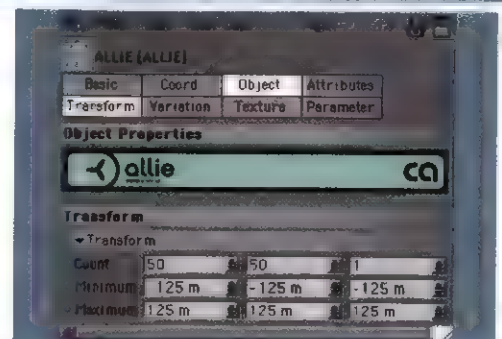 ALLIE [ALLIE]
Basic Coord Object Attributes
Transform Variation Texture Parameter
Object Properties
allie ca
Transform
Transform
Count 50 50 1
Minimum -125 m -125 m -125 m
Maximum 125 m 125 m 125 m